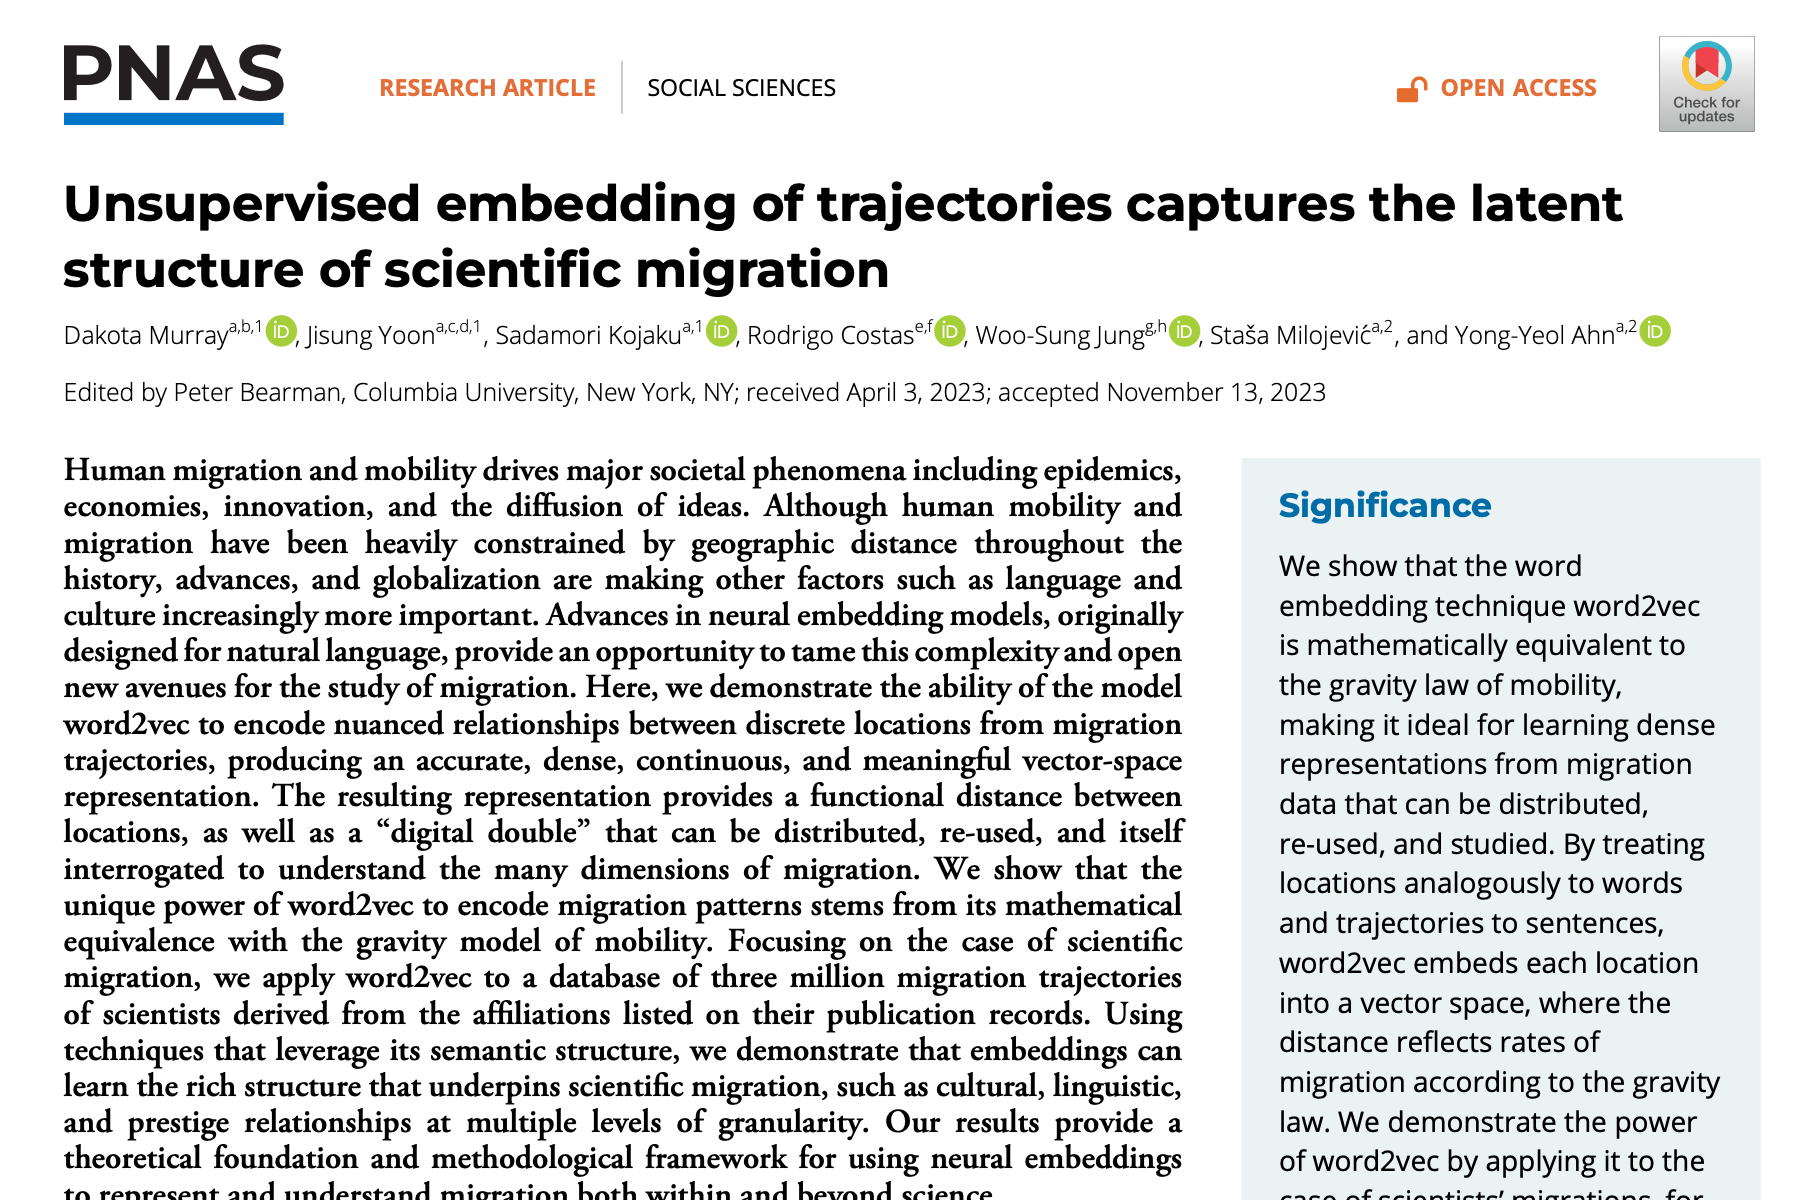 PNAS
RESEARCH ARTICLE | SOCIAL SCIENCES
OPEN ACCESS
Check for
updates
Unsupervised embedding of trajectories captures the latent
structure of scientific migration
Dakota Murraya,b,1 iD, Jisung Yoona,c,d,1, Sadamori Kojakua,1 iD, Rodrigo Costase,f iD, Woo-Sung Jungg,h iD, Staša Milojevića,2, and Yong-Yeol Ahna,2 iD
Edited by Peter Bearman, Columbia University, New York, NY; received April 3, 2023; accepted November 13, 2023
Human migration and mobility drives major societal phenomena including epidemics,
economies, innovation, and the diffusion of ideas. Although human mobility and
migration have been heavily constrained by geographic distance throughout the
history, advances, and globalization are making other factors such as language and
culture increasingly more important. Advances in neural embedding models, originally
designed for natural language, provide an opportunity to tame this complexity and open
new avenues for the study of migration. Here, we demonstrate the ability of the model
word2vec to encode nuanced relationships between discrete locations from migration
trajectories, producing an accurate, dense, continuous, and meaningful vector-space
representation. The resulting representation provides a functional distance between
locations, as well as a “digital double” that can be distributed, re-used, and itself
interrogated to understand the many dimensions of migration. We show that the
unique power of word2vec to encode migration patterns stems from its mathematical
equivalence with the gravity model of mobility. Focusing on the case of scientific
migration, we apply word2vec to a database of three million migration trajectories
of scientists derived from the affiliations listed on their publication records. Using
techniques that leverage its semantic structure, we demonstrate that embeddings can
learn the rich structure that underpins scientific migration, such as cultural, linguistic,
and prestige relationships at multiple levels of granularity. Our results provide a
theoretical foundation and methodological framework for using neural embeddings
to represent and understand migration both within and beyond science.
Significance
We show that the word
embedding technique word2vec
is mathematically equivalent to
the gravity law of mobility,
making it ideal for learning dense
representations from migration
data that can be distributed,
re-used, and studied. By treating
locations analogously to words
and trajectories to sentences,
word2vec embeds each location
into a vector space, where the
distance reflects rates of
migration according to the gravity
law. We demonstrate the power
of word2vec by applying it to the
case of scientists’ migrations, for